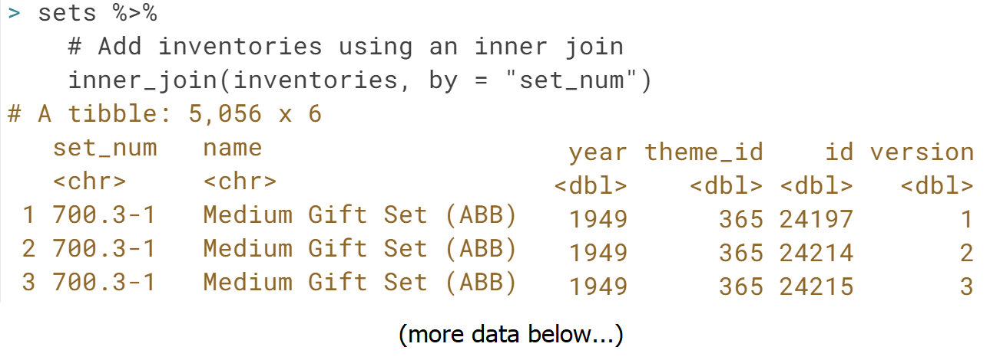 > sets %>%
# Add inventories using an inner join
inner_join(inventories, by = "set_num")
# A tibble: 5,056 x 6
set_num name year theme_id id version
<chr> <chr> <dbl> <dbl> <dbl> <dbl>
1 700.3-1 Medium Gift Set (ABB) 1949 365 24197 1
2 700.3-1 Medium Gift Set (ABB) 1949 365 24214 2
3 700.3-1 Medium Gift Set (ABB) 1949 365 24215 3
(more data below...)